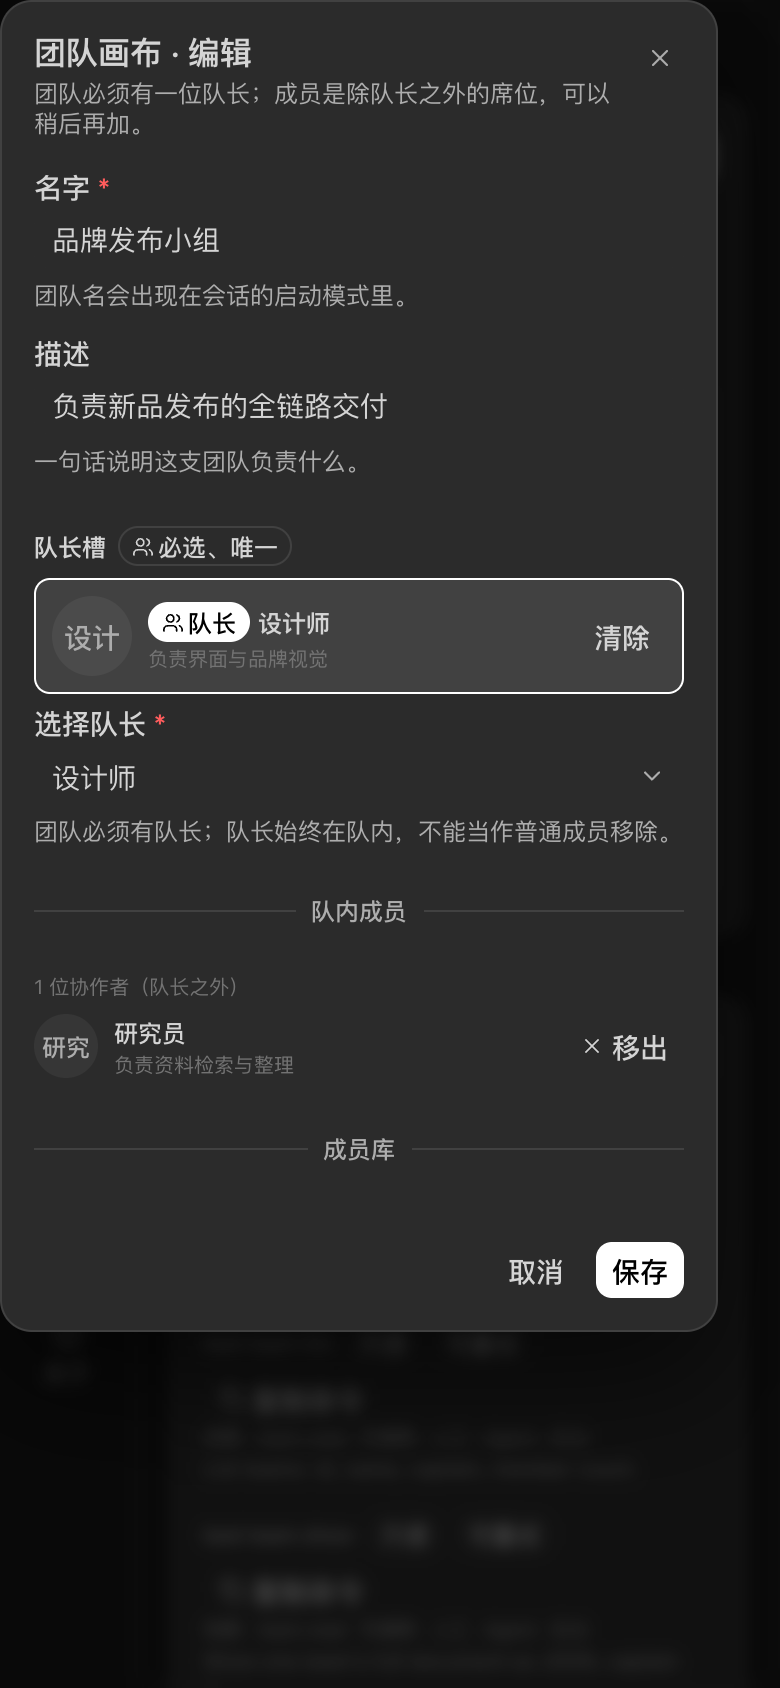 团队画布 · 编辑
团队必须有一位队长；成员是除队长之外的席位，可以
稍后再加。
名字 *
品牌发布小组
团队名会出现在会话的启动模式里。
描述
负责新品发布的全链路交付
一句话说明这支团队负责什么。
队长槽 必选、唯一
设计 队长 设计师 清除
负责界面与品牌视觉
选择队长 *
设计师
团队必须有队长；队长始终在队内，不能当作普通成员移除。
队内成员
1 位协作者（队长之外）
研究 研究员 移出
负责资料检索与整理
成员库
取消 保存